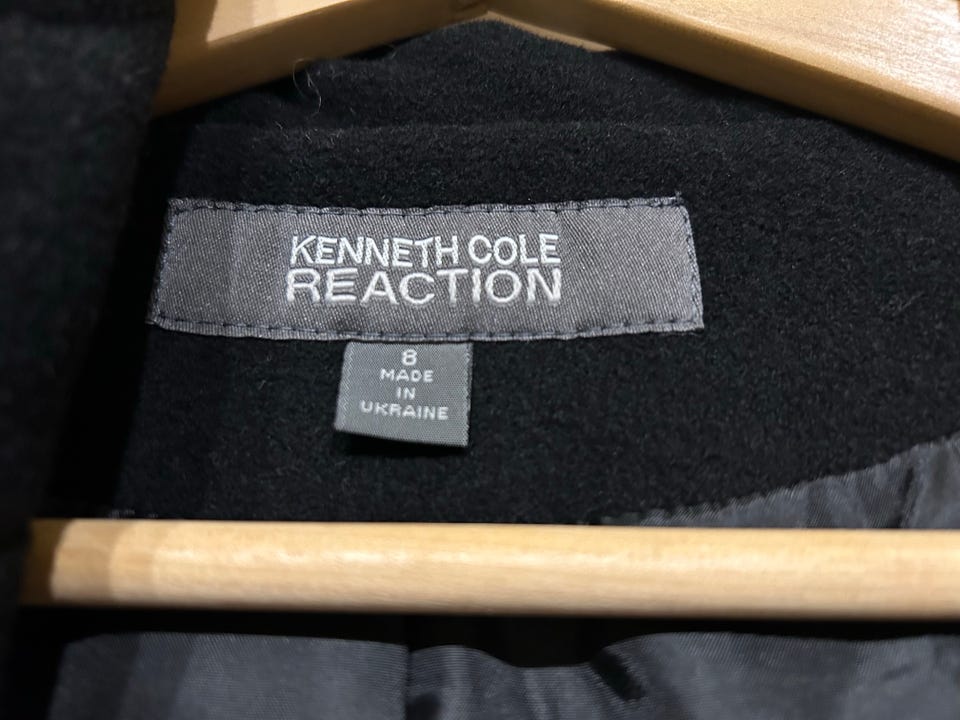 KENNETH COLE
REACTION
8
MADE
IN
UKRAINE